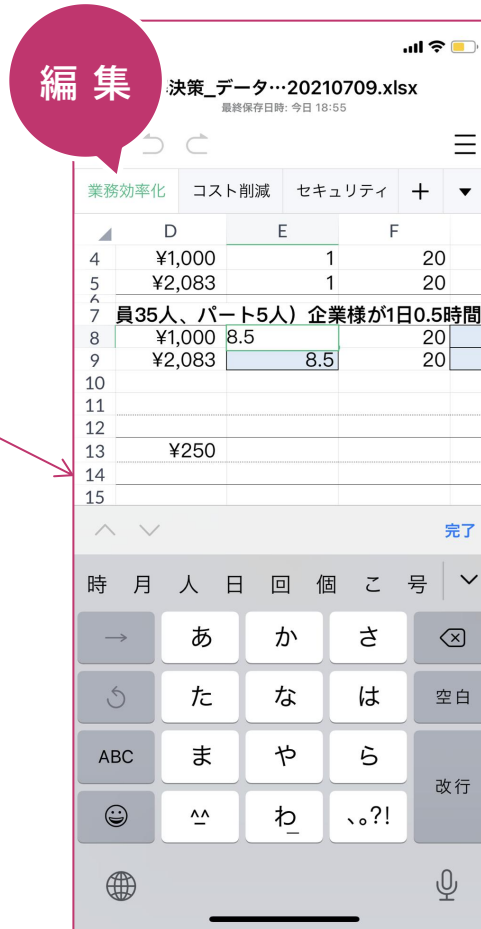 編集
決策_データ…20210709.xlsx
最終保存日時: 今日 18:55
業務効率化 コスト削減 セキュリティ + ▼
D E F
4 ¥1,000 1 20
5 ¥2,083 1 20
6
7 員35人、パート5人）企業様が1日0.5時間
8 ¥1,000 8.5 20
9 ¥2,083 8.5 20
10
11
12
13 ¥250
14
15
完了
時 月 人 日 回 個 こ 号
→ あ か さ
た な は 空白
ABC ま や ら 改行
^^ わ_ 、。?!